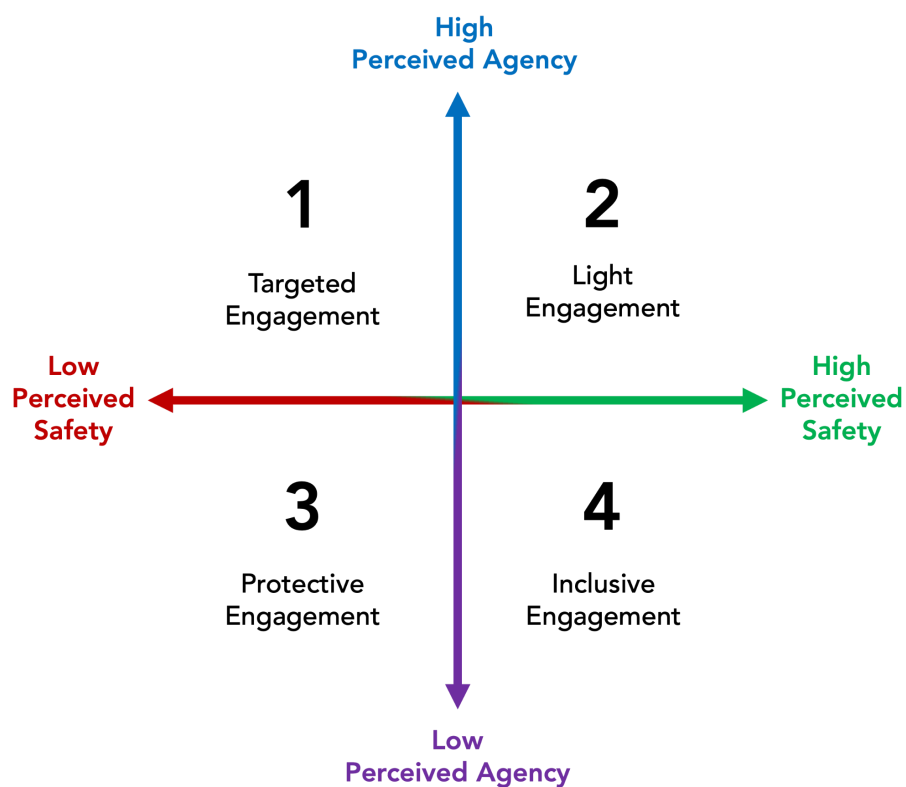 High
Perceived Agency
1
2
Targeted
Engagement
Light
Engagement
Low
Perceived
Safety
High
Perceived
Safety
3
4
Protective
Engagement
Inclusive
Engagement
Low
Perceived Agency